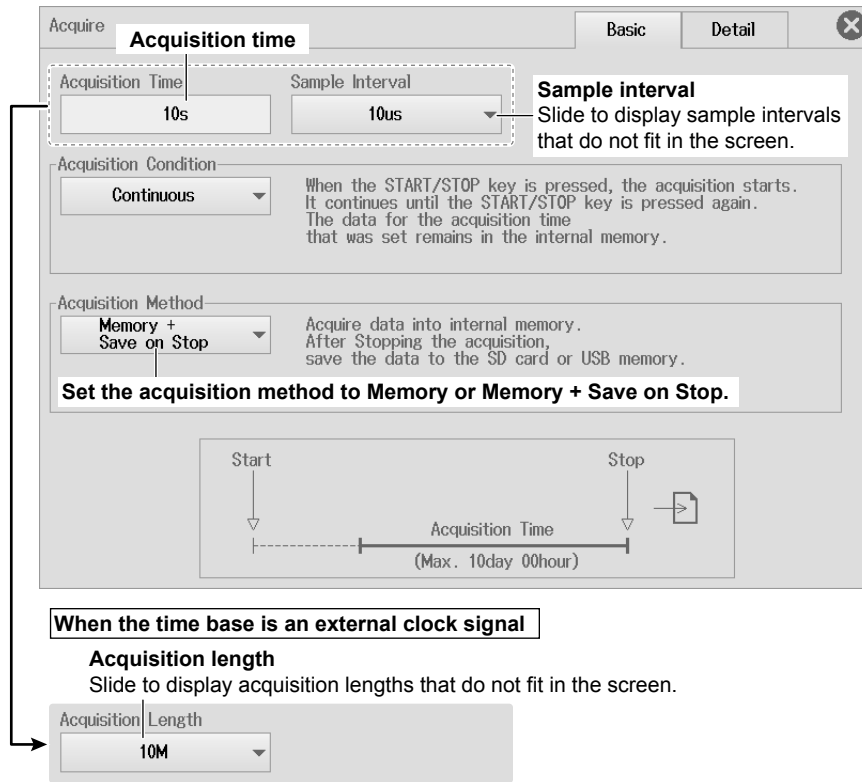 Acquire
Basic
Detail
Acquisition time
Acquisition Time
Sample Interval
10s
10us
Sample interval
Slide to display sample intervals
that do not fit in the screen.
Acquisition Condition
Continuous
When the START/STOP key is pressed, the acquisition starts.
It continues until the START/STOP key is pressed again.
The data for the acquisition time
that was set remains in the internal memory.
Acquisition Method
Memory +
Save on Stop
Acquire data into internal memory.
After Stopping the acquisition,
save the data to the SD card or USB memory.
Set the acquisition method to Memory or Memory + Save on Stop.
Start
Stop
Acquisition Time
(Max. 10day 00hour)
When the time base is an external clock signal
Acquisition length
Slide to display acquisition lengths that do not fit in the screen.
Acquisition Length
10M